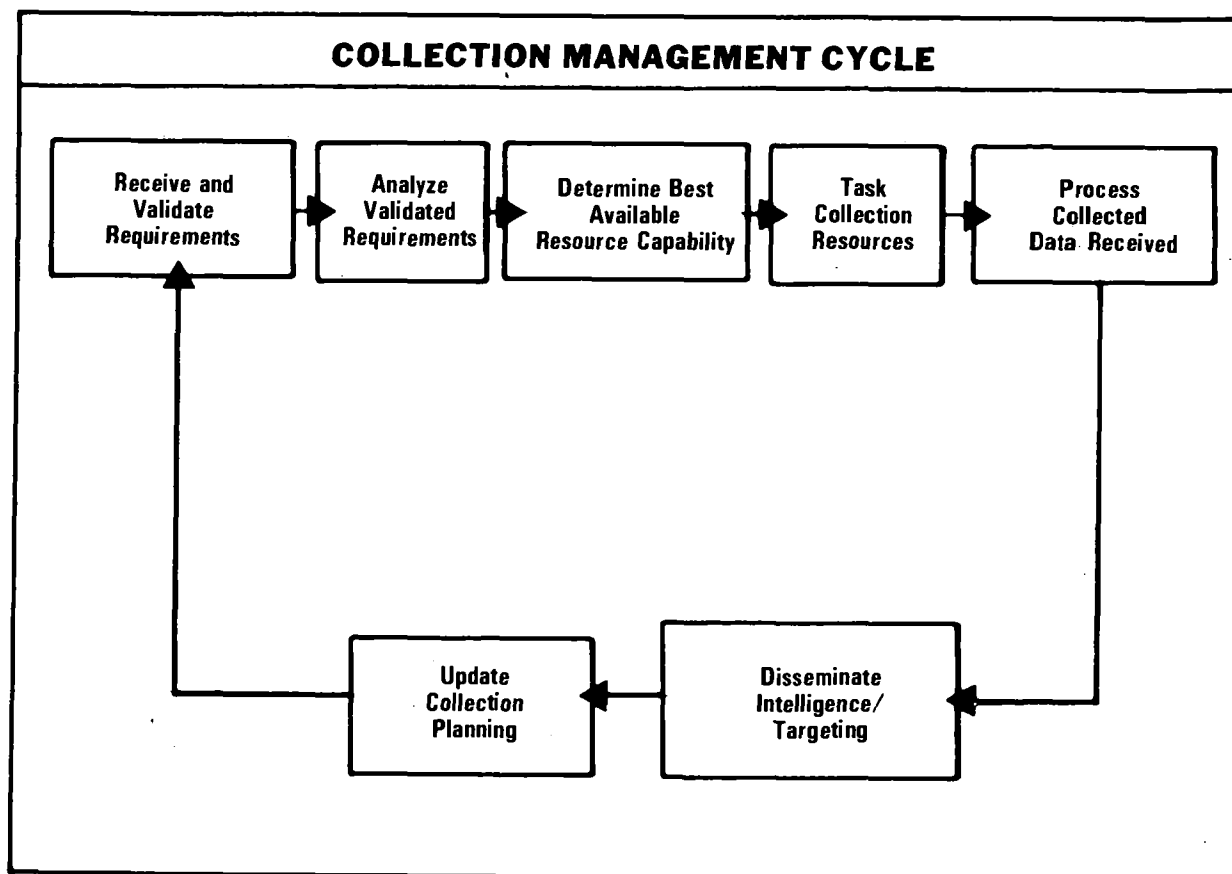 COLLECTION MANAGEMENT CYCLE
Receive and
Validate
Requirements
Analyze
Validated
Requirements
Determine Best
Available
Resource Capability
Task
Collection
Resources
Process
Collected
Data Received
Disseminate
Intelligence/
Targeting
Update
Collection
Planning